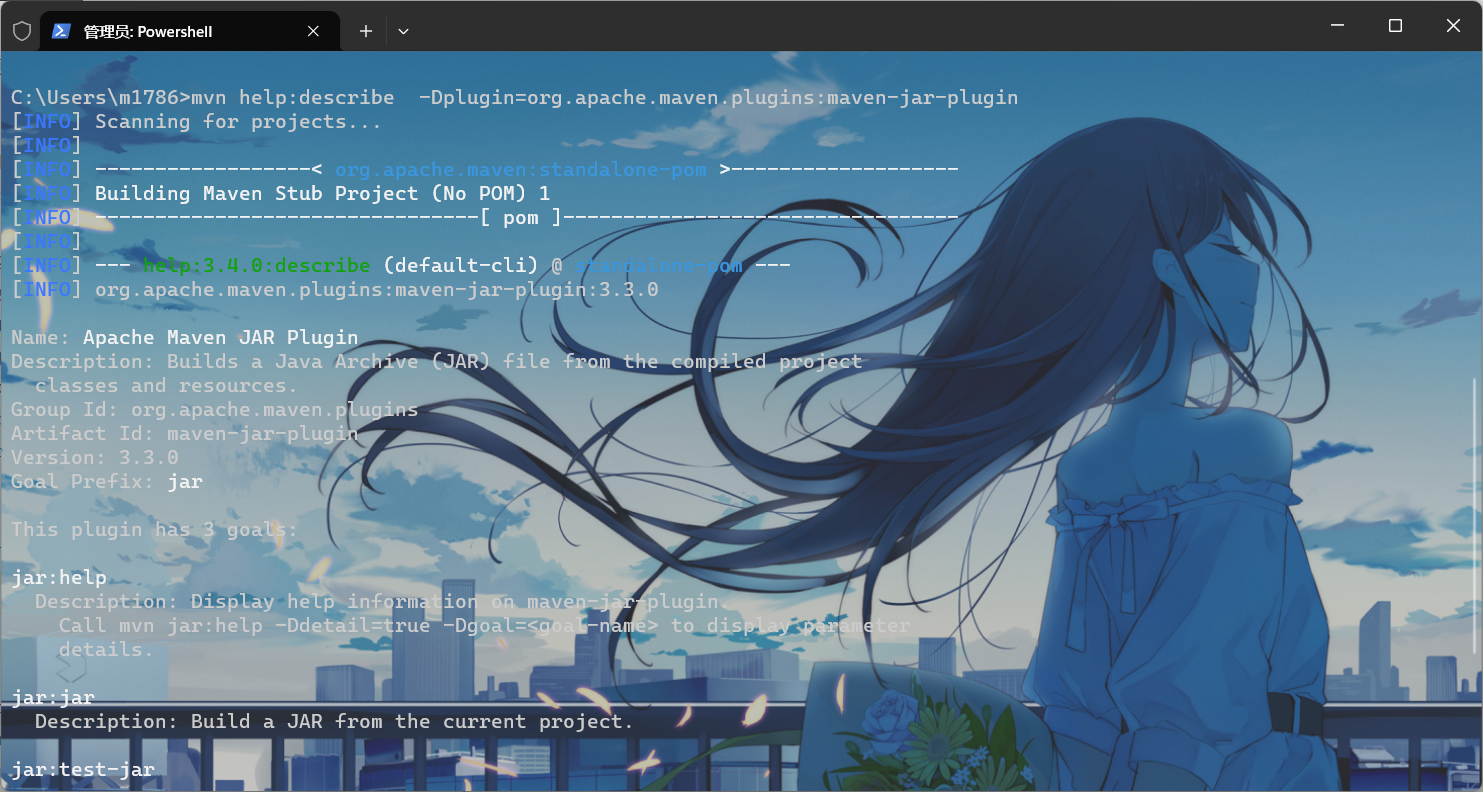 管理员: Powershell
C:\Users\m1786>mvn help:describe  -Dplugin=org.apache.maven.plugins:maven-jar-plugin
[INFO] Scanning for projects...
[INFO]
[INFO] ------------------< org.apache.maven:standalone-pom >-------------------
[INFO] Building Maven Stub Project (No POM) 1
[INFO] --------------------------------[ pom ]---------------------------------
[INFO]
[INFO] --- help:3.4.0:describe (default-cli) @ standalone-pom ---
[INFO] org.apache.maven.plugins:maven-jar-plugin:3.3.0
Name: Apache Maven JAR Plugin
Description: Builds a Java Archive (JAR) file from the compiled project
  classes and resources.
Group Id: org.apache.maven.plugins
Artifact Id: maven-jar-plugin
Version: 3.3.0
Goal Prefix: jar
This plugin has 3 goals:
jar:help
  Description: Display help information on maven-jar-plugin.
    Call mvn jar:help -Ddetail=true -Dgoal=<goal-name> to display parameter
    details.
jar:jar
  Description: Build a JAR from the current project.
jar:test-jar